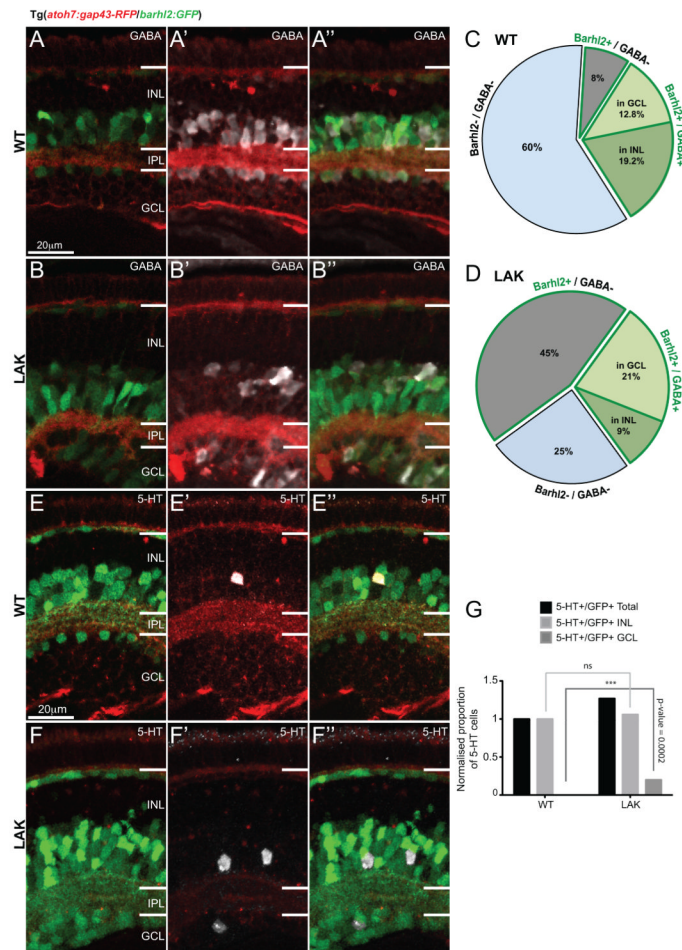 Tg(atoh7:gap43-RFP/barhl2:GFP)
A
GABA
A'
GABA
A''
GABA
INL
IPL
GCL
WT
20μm
B
GABA
B'
GABA
B''
GABA
INL
IPL
GCL
LAK
E
5-HT
E'
5-HT
E''
5-HT
INL
IPL
GCL
WT
20μm
F
5-HT
F'
5-HT
F''
5-HT
INL
IPL
GCL
LAK
C WT
Barhl2+ / GABA-
8%
in GCL
12.8%
in INL
19.2%
Barhl2+ / GABA+
60%
Barhl2- / GABA-
D LAK
Barhl2+ / GABA-
45%
in GCL
21%
in INL
9%
Barhl2+ / GABA+
25%
Barhl2- / GABA-
G
5-HT+/GFP+ Total
5-HT+/GFP+ INL
5-HT+/GFP+ GCL
Normalised proportion
of 5-HT cells
1.5
1
0.5
0
ns
***
p-value = 0.0002
WT
LAK